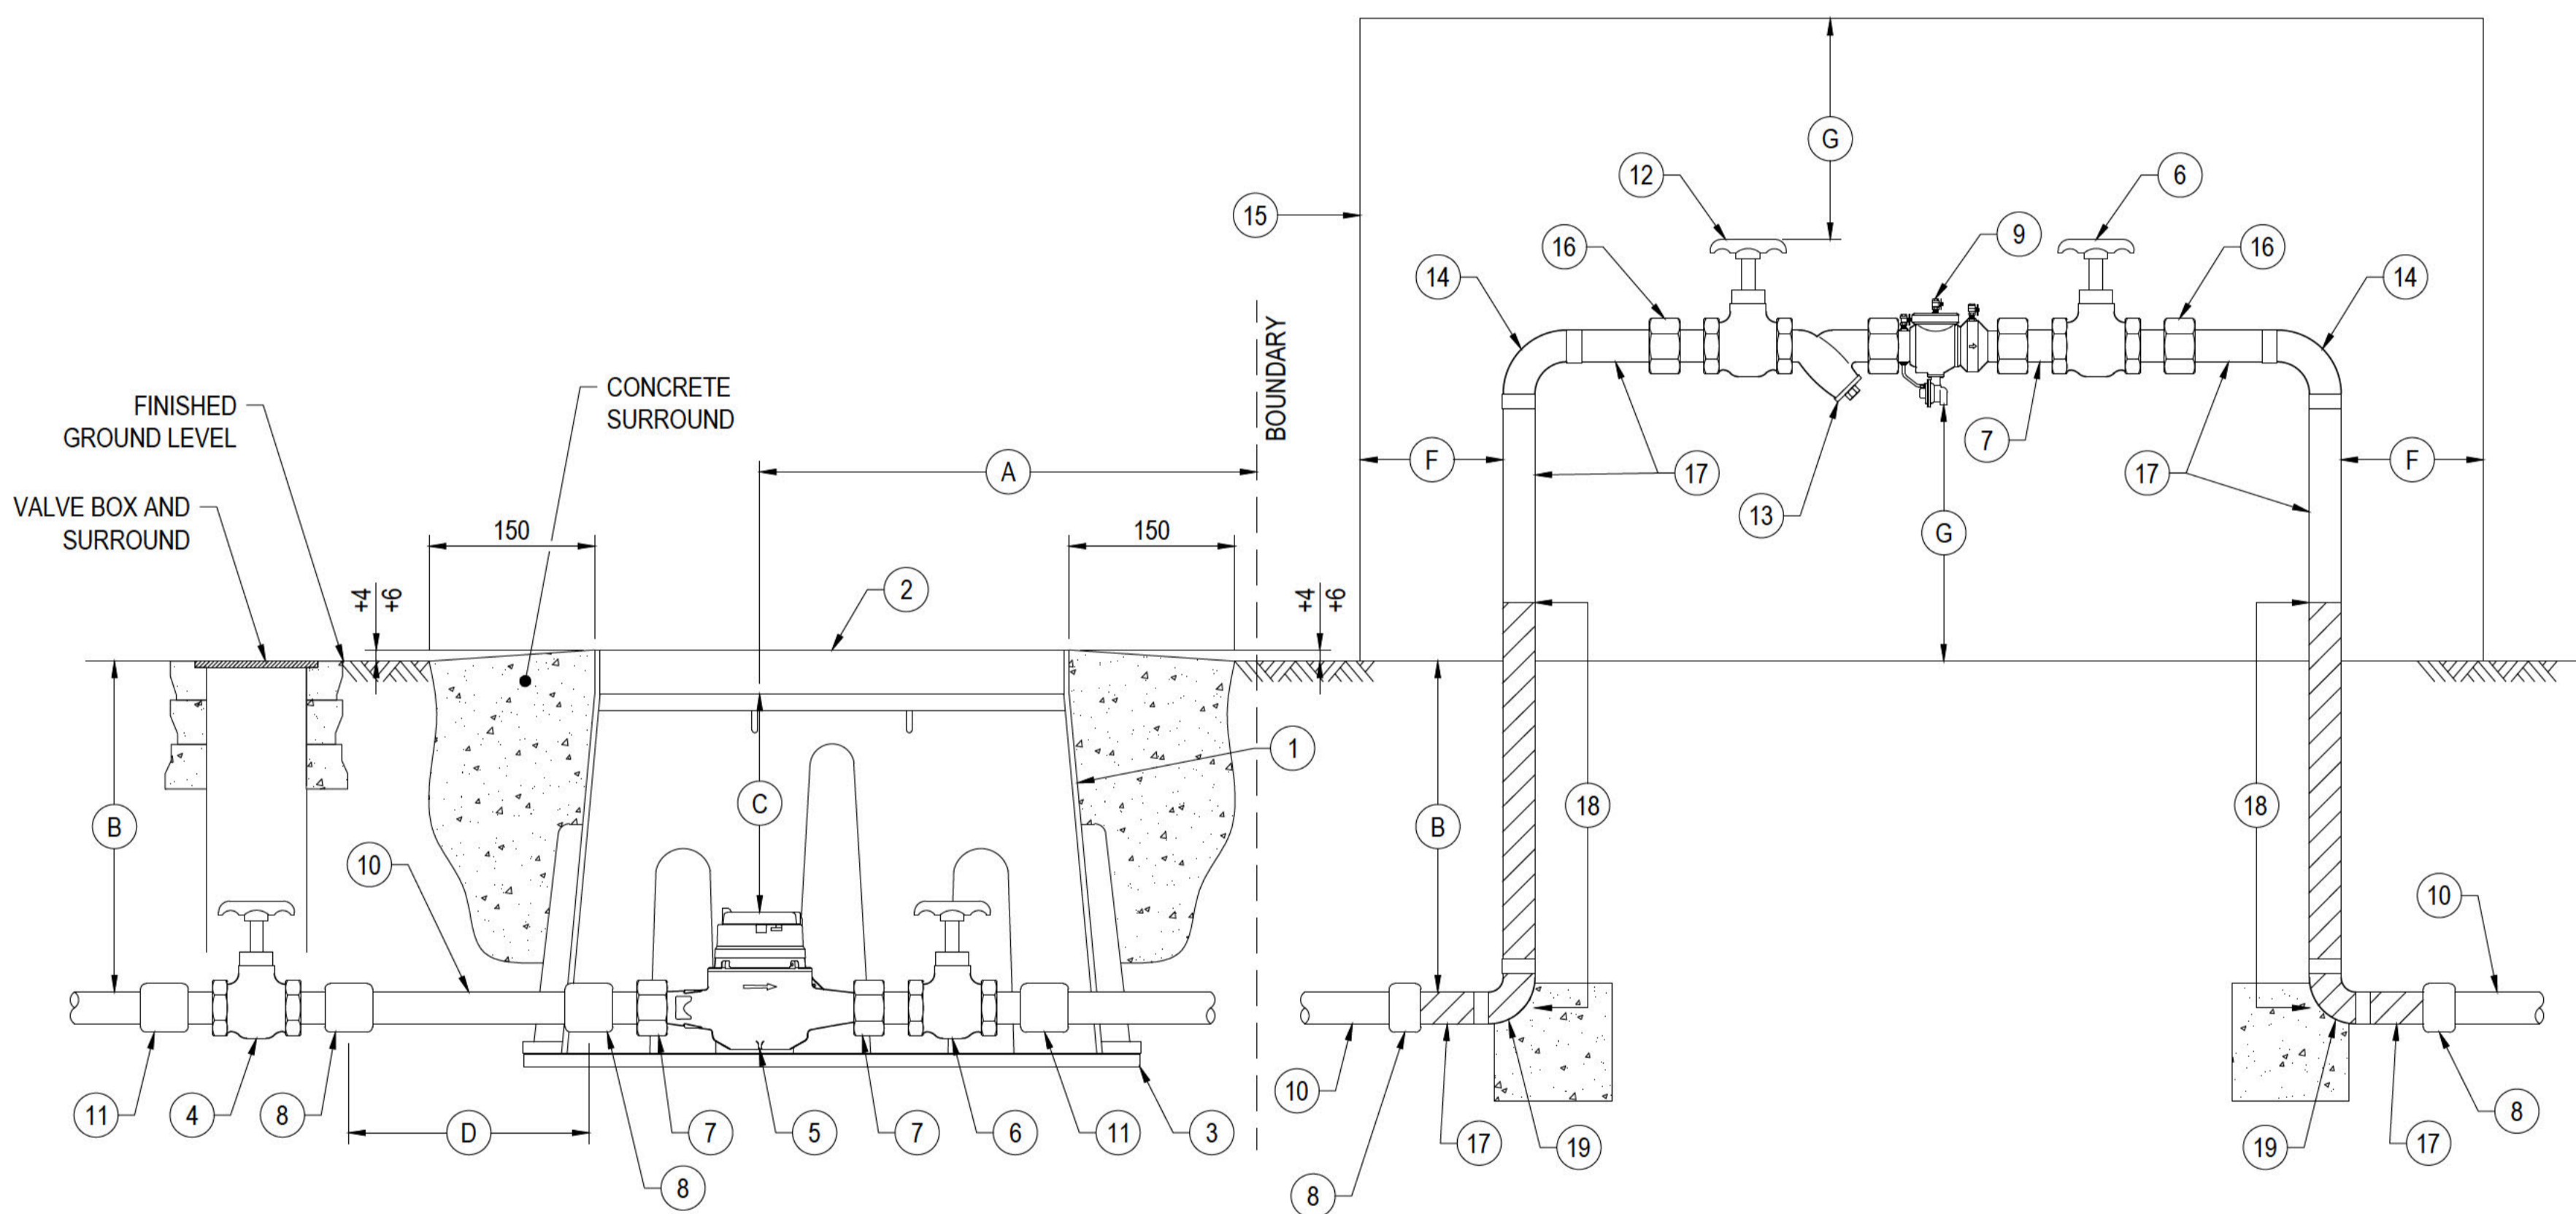 G
12
6
15
9
16
16
14
14
BOUNDARY
CONCRETE
SURROUND
FINISHED
GROUND LEVEL
7
F
F
A
17
17
VALVE BOX AND
SURROUND
13
G
150
150
2
+4
+6
+4
+6
1
C
18
18
B
B
10
10
10
11
4
8
D
7
5
7
6
11
3
8
8
17
19
19
17
8